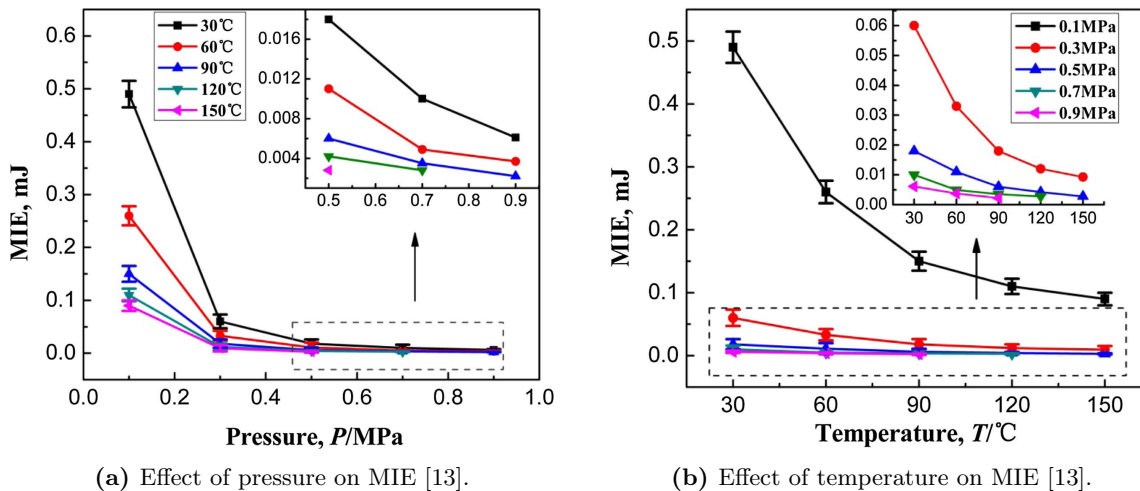 0.6
0.5
0.4
0.3
0.2
0.1
0.0
MIE, mJ
0.0 0.2 0.4 0.6 0.8 1.0
Pressure, P/MPa
30℃
60℃
90℃
120℃
150℃
0.016
0.012
0.008
0.004
0.5 0.6 0.7 0.8 0.9
(a) Effect of pressure on MIE [13].
0.5
0.4
0.3
0.2
0.1
0.0
MIE, mJ
30 60 90 120 150
Temperature, T/℃
0.06
0.05
0.04
0.03
0.02
0.01
0.00
30 60 90 120 150
0.1MPa
0.3MPa
0.5MPa
0.7MPa
0.9MPa
(b) Effect of temperature on MIE [13].